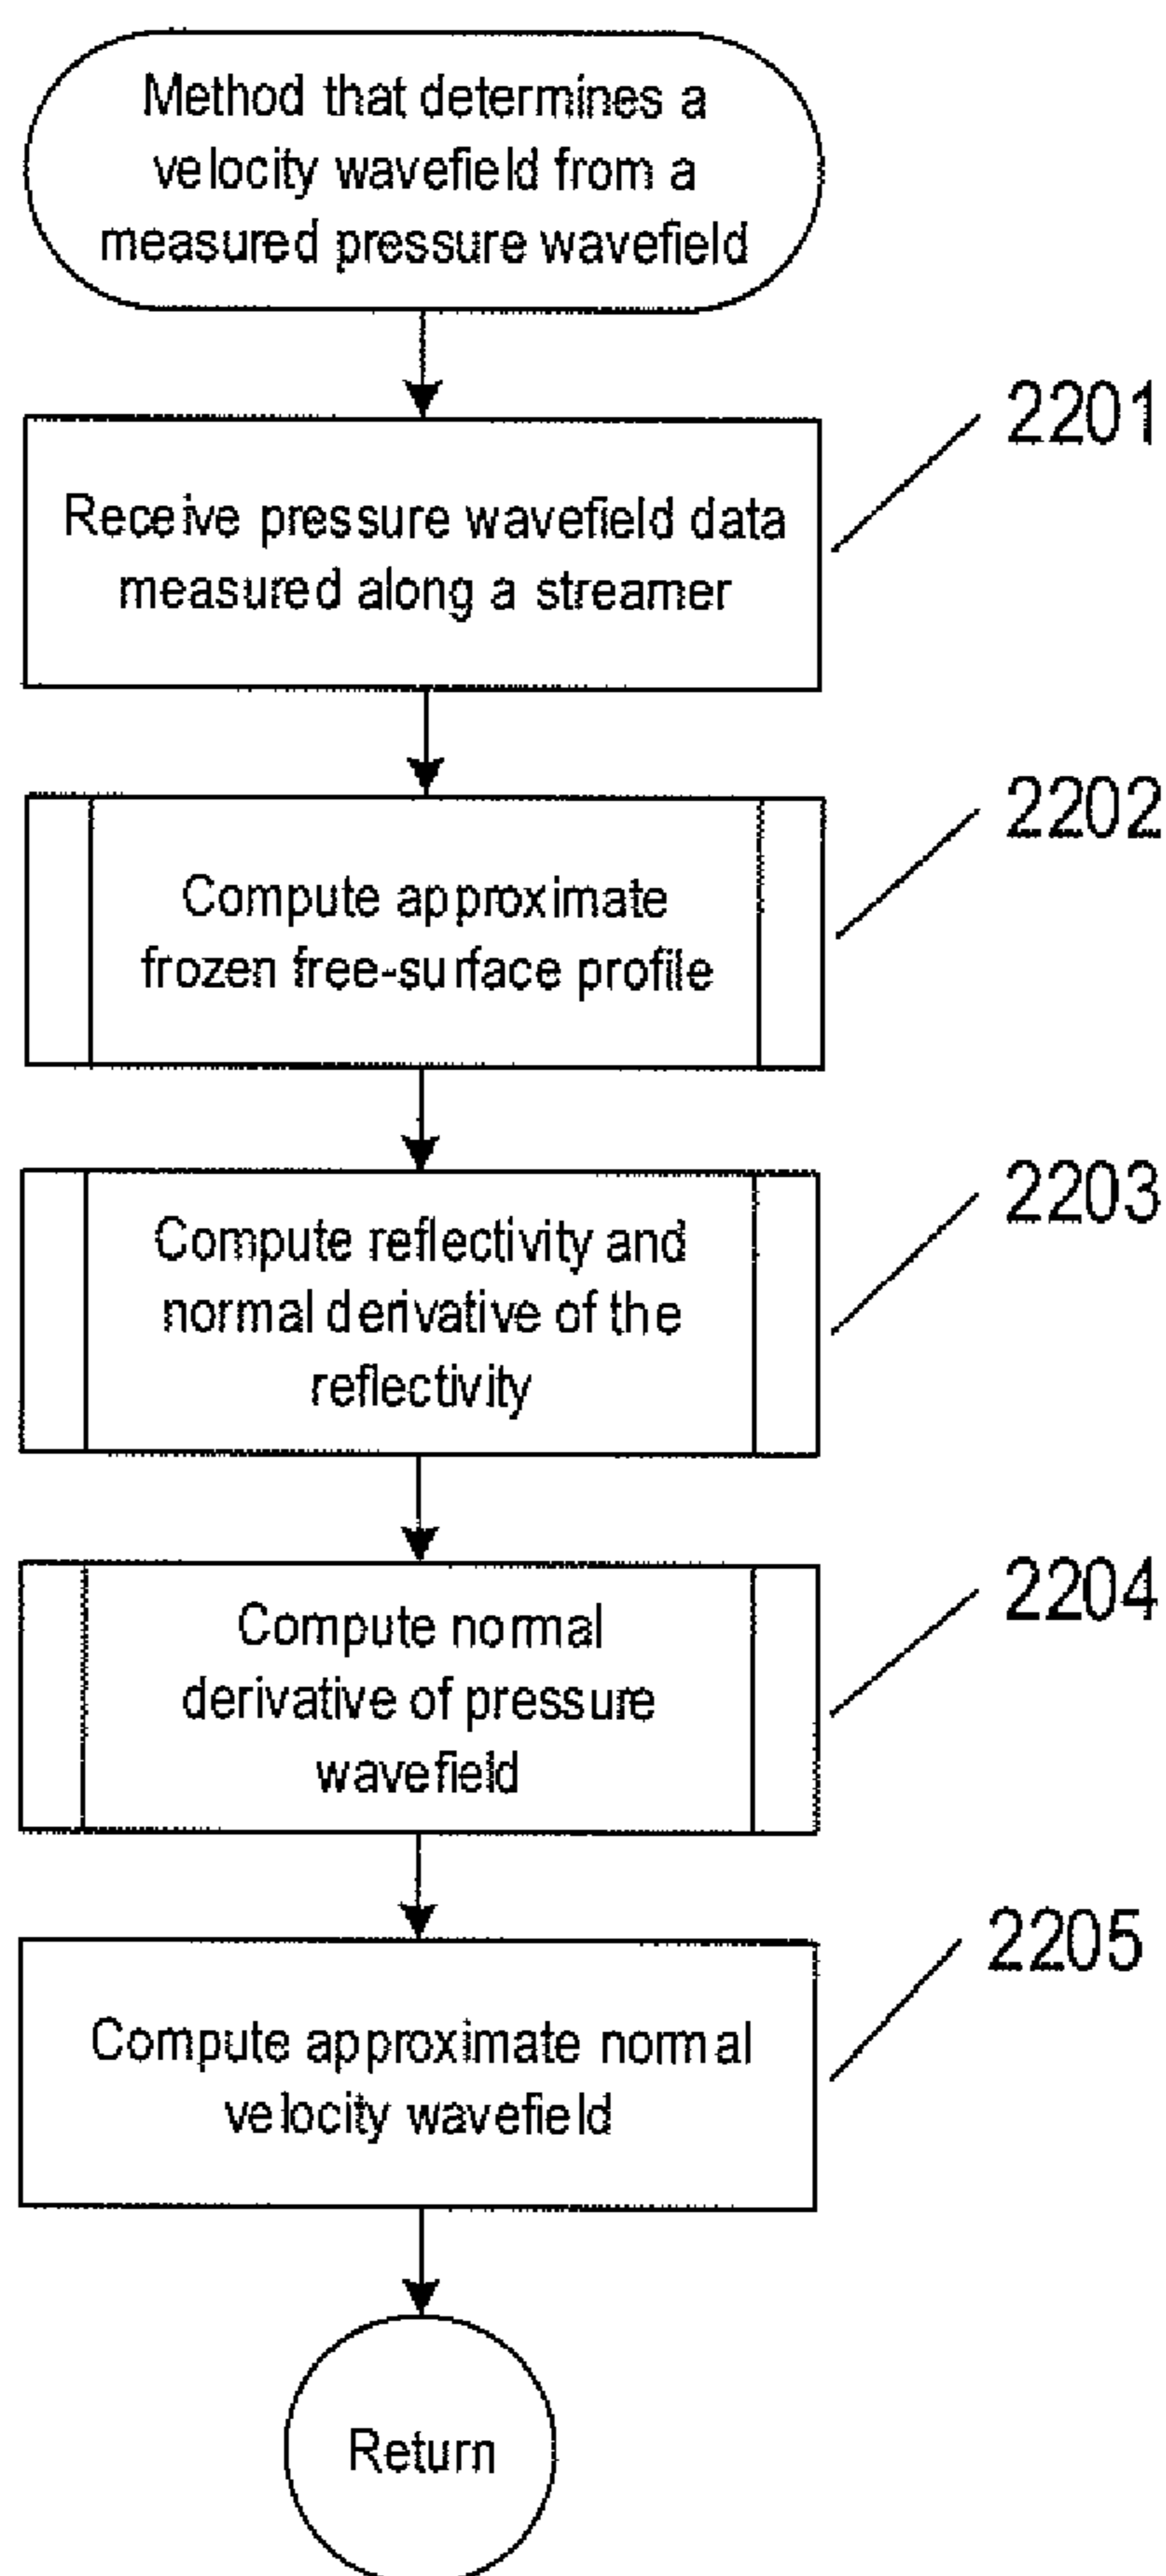 Method that determines a
velocity wavefield from a
measured pressure wavefield
2201
Receive pressure wavefield data
measured along a streamer
2202
Compute approximate
frozen free-surface profile
2203
Compute reflectivity and
normal derivative of the
reflectivity
2204
Compute normal
derivative of pressure
wavefield
2205
Compute approximate normal
velocity wavefield
Return